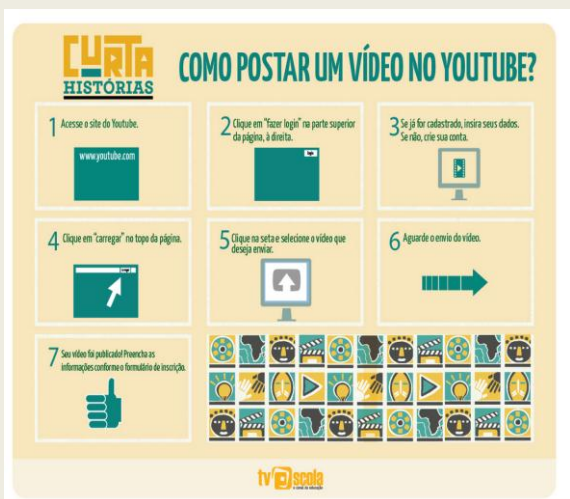 CURTA
HISTÓRIAS
COMO POSTAR UM VÍDEO NO YOUTUBE?
1 Acesse o site do Youtube.
www.youtube.com
2 Clique em "fazer login" na parte superior
da página, à direita.
3 Se já for cadastrado, insira seus dados.
Se não, crie sua conta.
4 Clique em "carregar" no topo da página.
5 Clique na seta e selecione o vídeo que
deseja enviar.
6 Aguarde o envio do vídeo.
7 Seu vídeo foi publicado! Preencha as
informações conforme o formulário de inscrição.
tv escola
o canal da educação